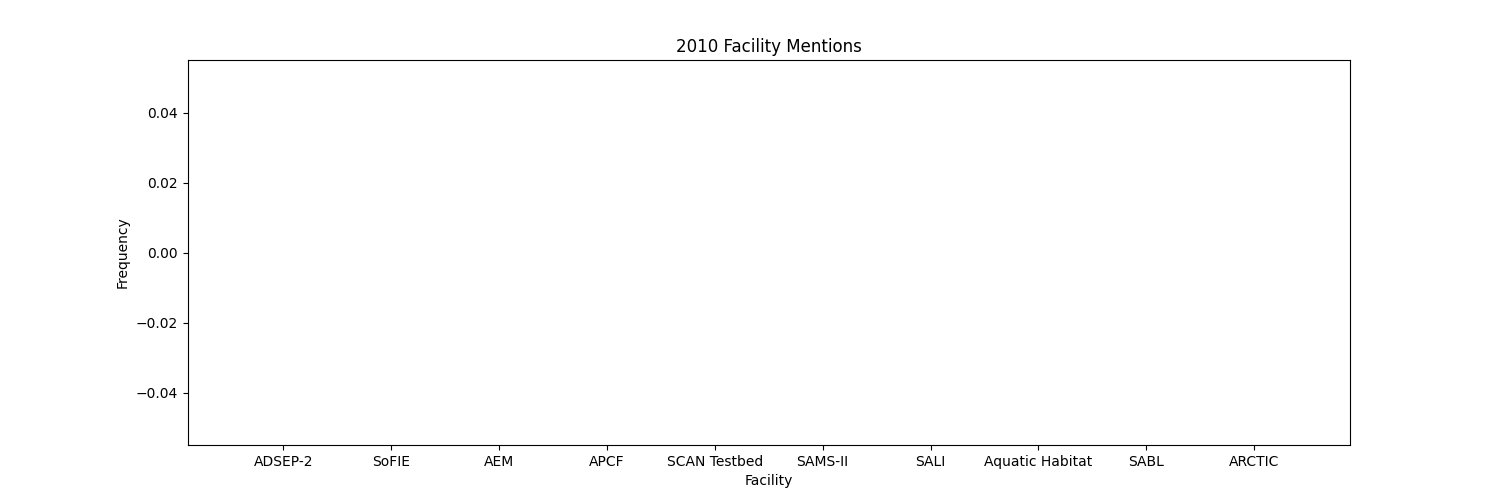 2010 Facility Mentions
0.04
0.02
0.00
−0.02
−0.04
Frequency
ADSEP-2 SoFIE AEM APCF SCAN Testbed SAMS-II SALI Aquatic Habitat SABL ARCTIC
Facility